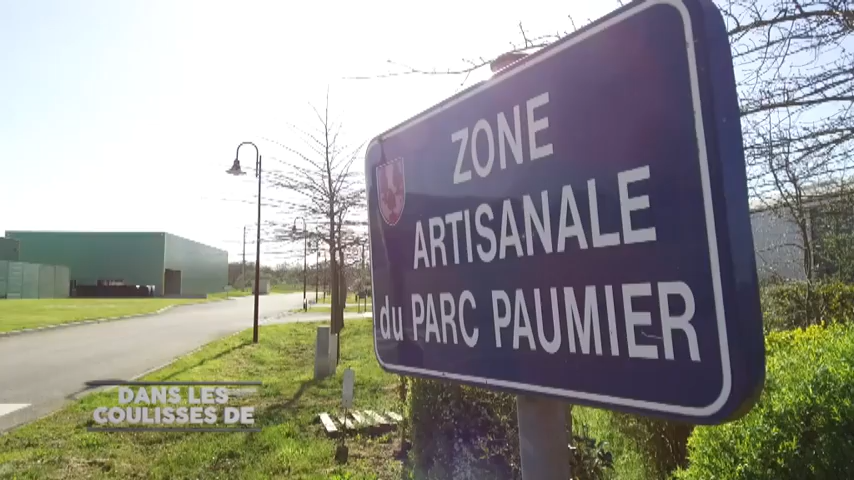 ZONE
ARTISANALE
du PARC PAUMIER
DANS LES
COULISSES DE